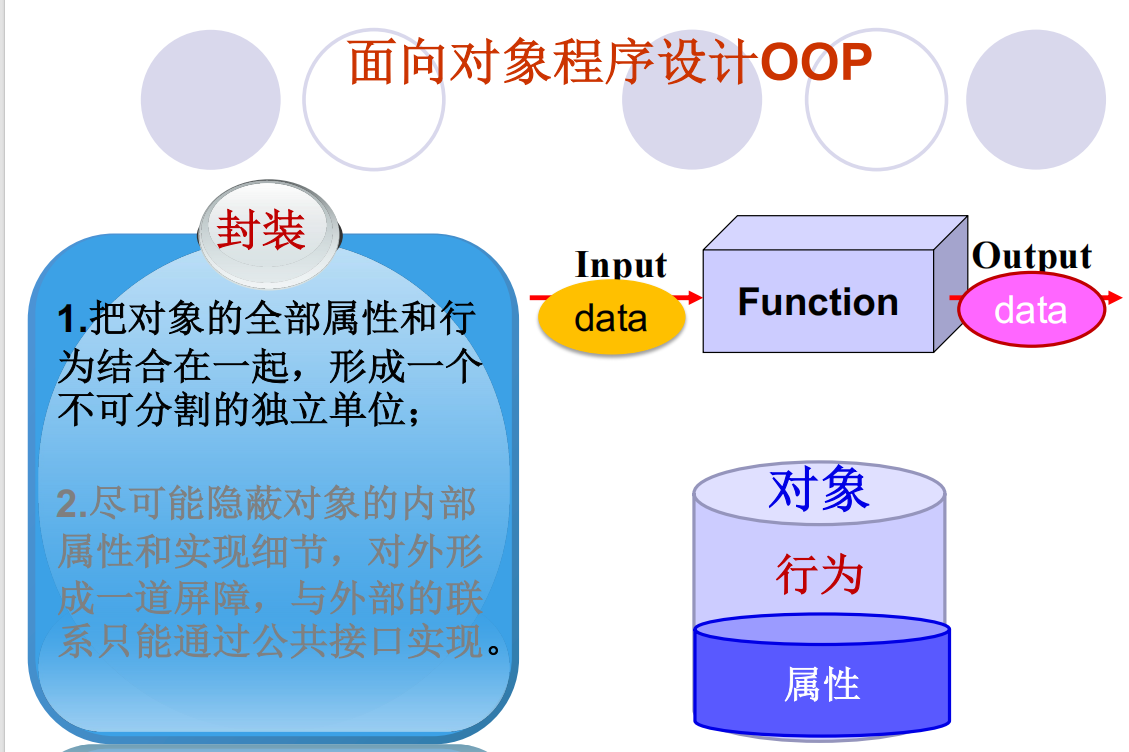 面向对象程序设计OOP
封装
1.把对象的全部属性和行
为结合在一起，形成一个
不可分割的独立单位；
2.尽可能隐蔽对象的内部
属性和实现细节，对外形
成一道屏障，与外部的联
系只能通过公共接口实现。
Input
data
Function
Output
data
对象
行为
属性